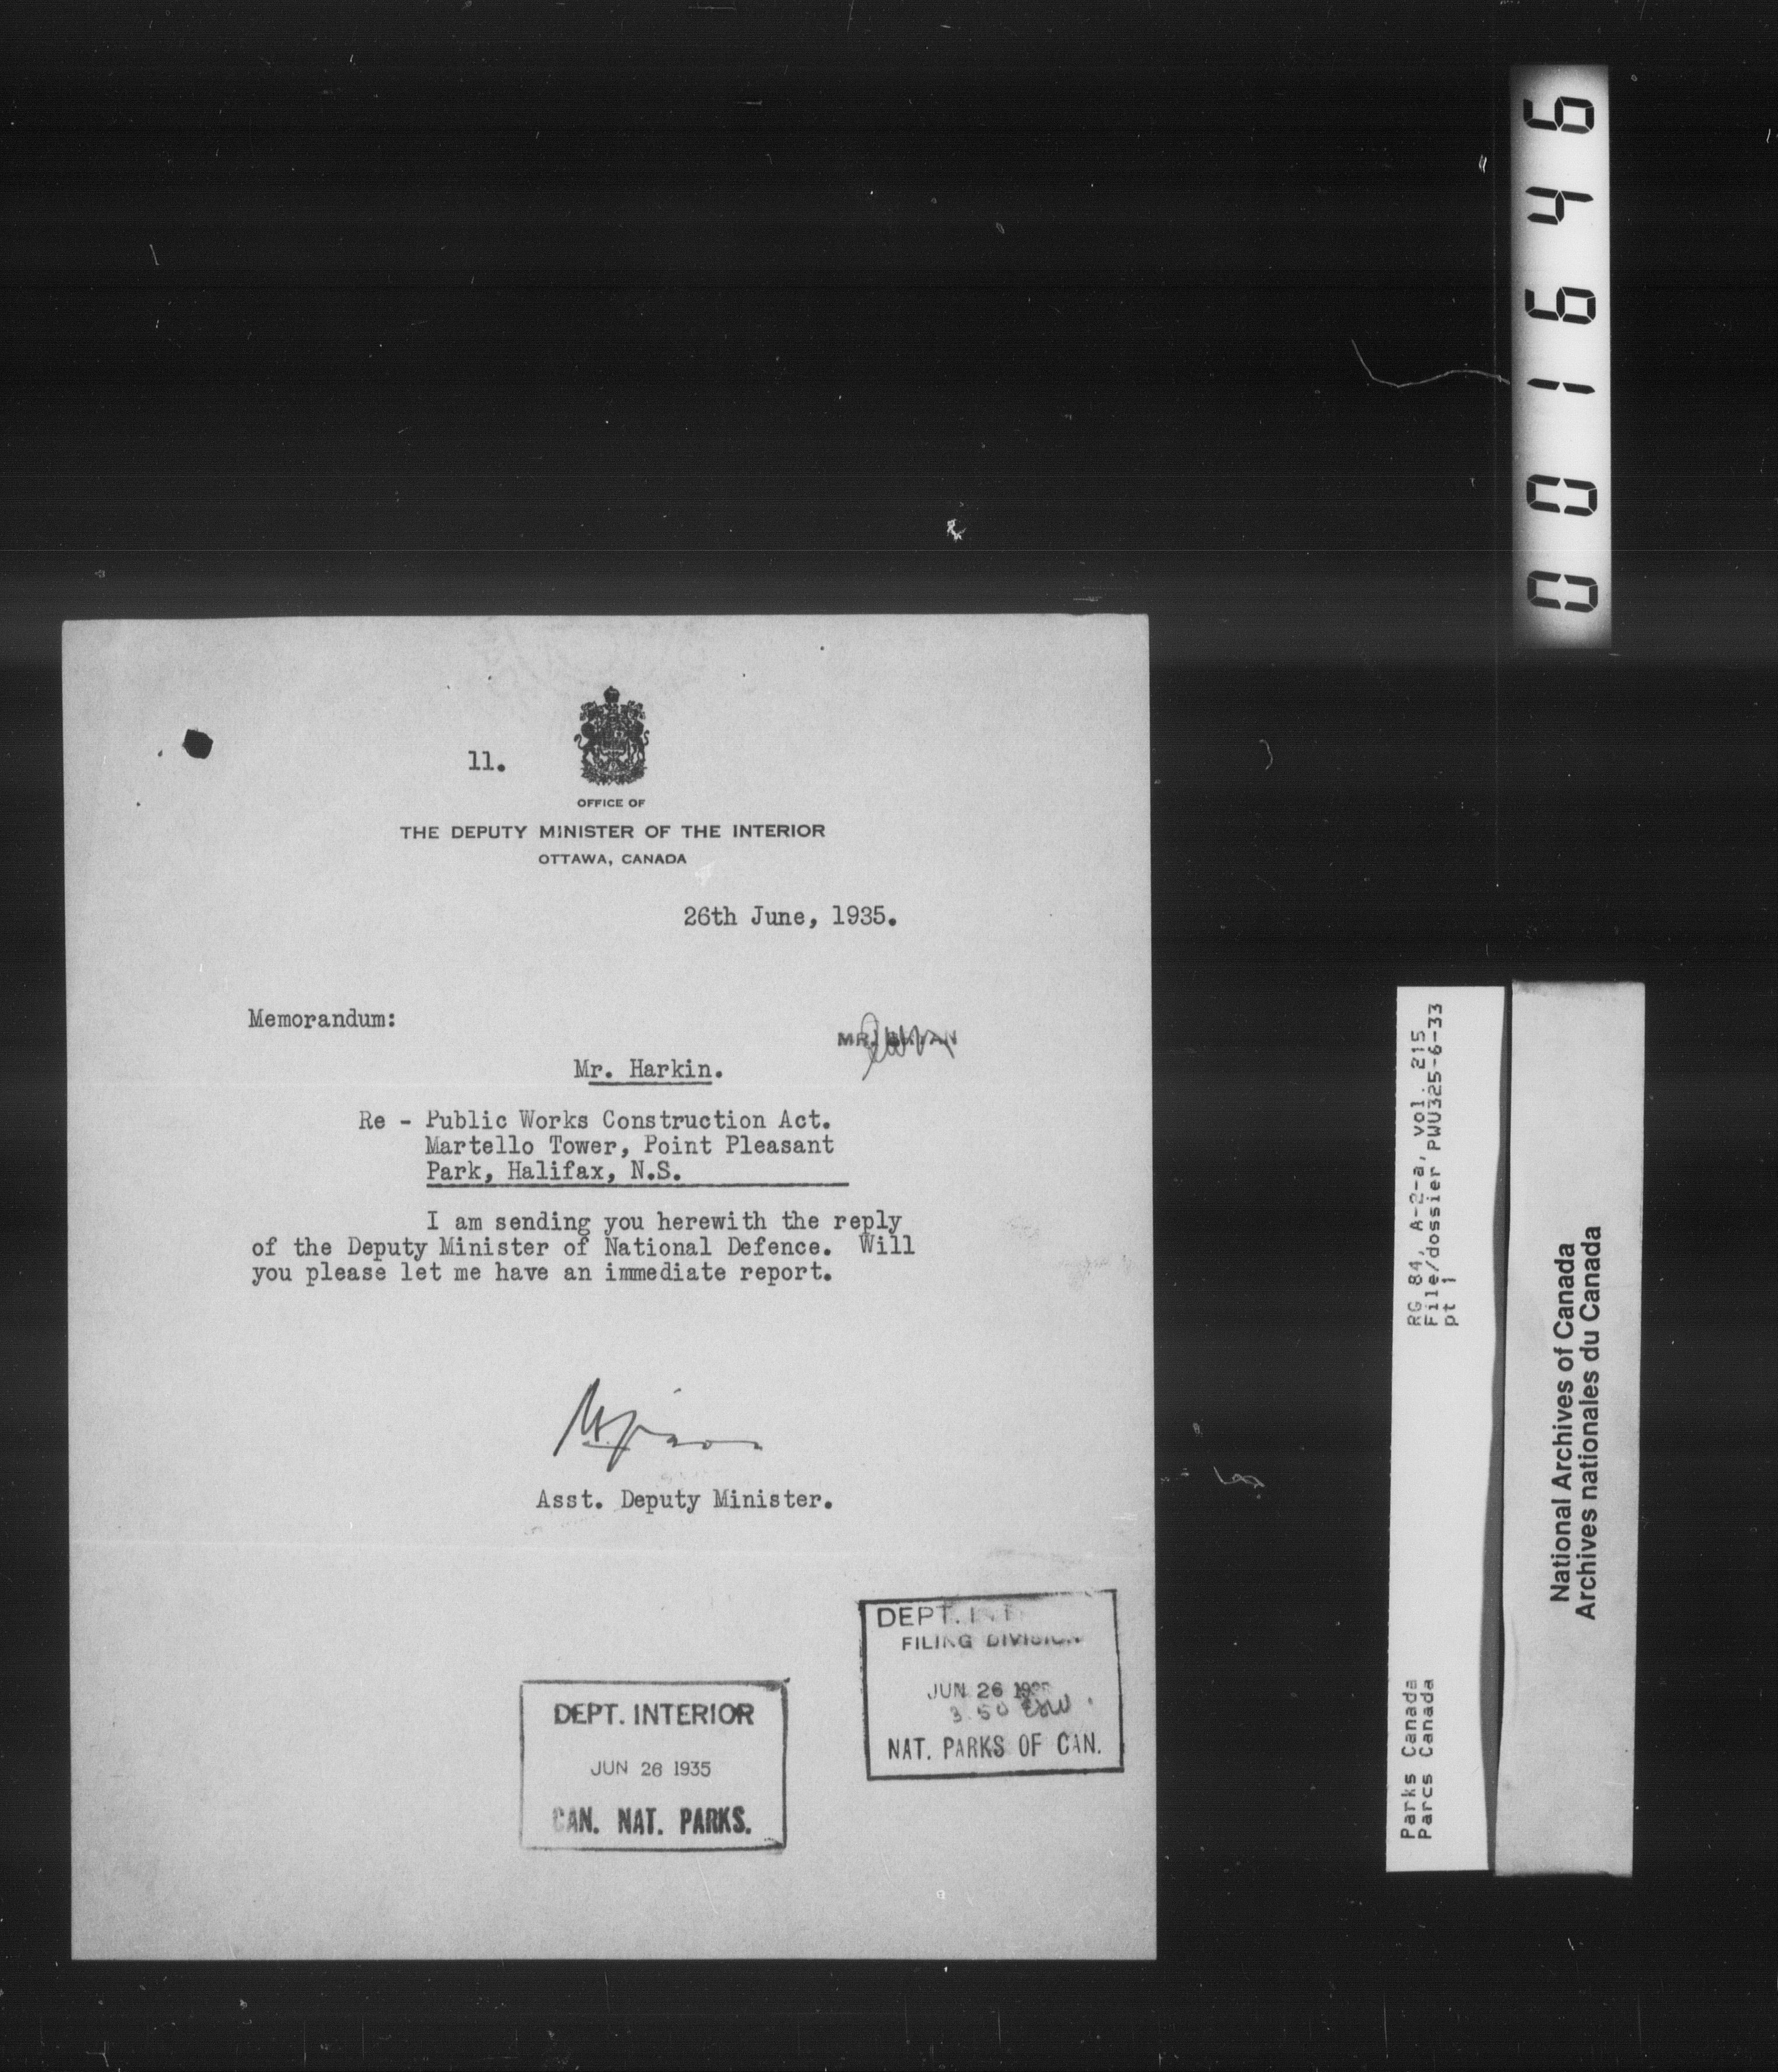 001646
11.
OFFICE OF
THE DEPUTY MINISTER OF THE INTERIOR
OTTAWA, CANADA
26th June, 1935.
Memorandum:
MR.
Mr. Harkin.
Re - Public Works Construction Act.
Martello Tower, Point Pleasant
Park, Halifax, N.S.
I am sending you herewith the reply
of the Deputy Minister of National Defence. Will
you please let me have an immediate report.
Asst. Deputy Minister.
DEPT. INTERIOR
JUN 26 1935
CAN. NAT. PARKS.
DEPT.
FILING DIVISION
JUN 26
3.50
NAT. PARKS OF CAN.
RG 84, A-2-a, vol. 215
File/dossier PWU325-6-33
pt 1
Parks Canada
Parcs Canada
National Archives of Canada
Archives nationales du Canada